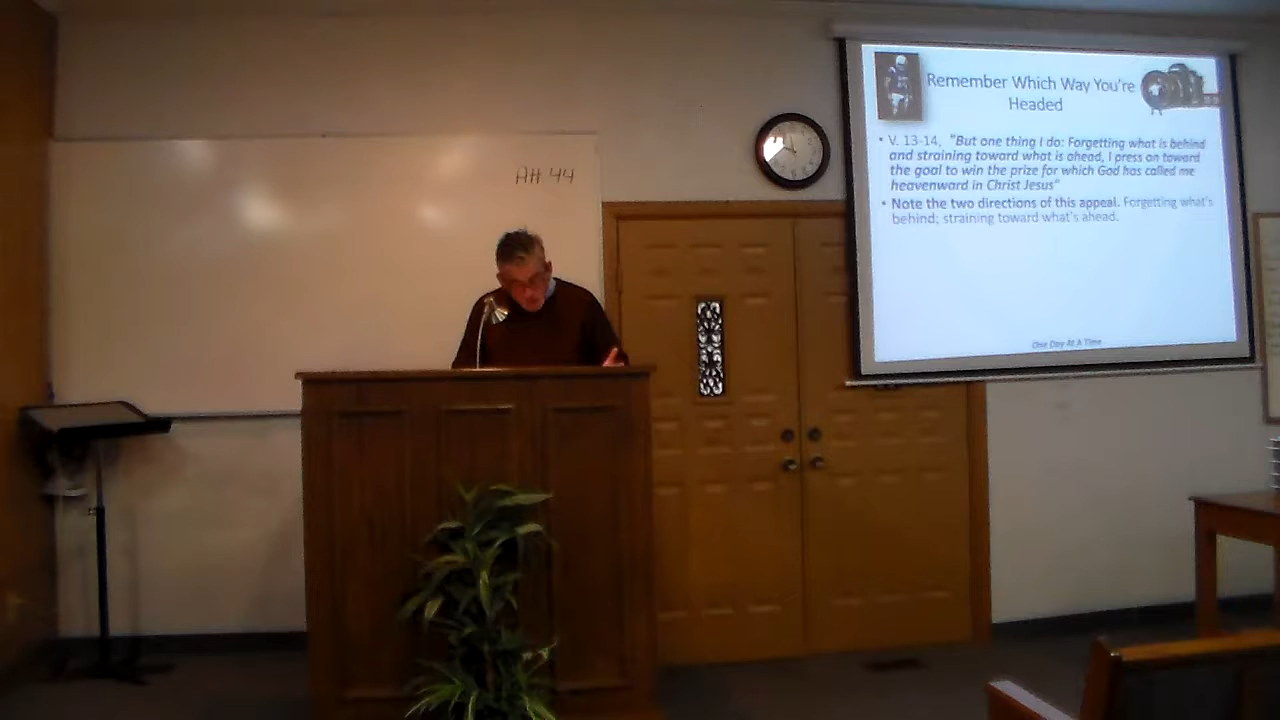 AH 44
Remember Which Way You're
Headed
• V. 13-14, "But one thing I do: Forgetting what is behind
and straining toward what is ahead, I press on toward
the goal to win the prize for which God has called me
heavenward in Christ Jesus"
• Note the two directions of this appeal. Forgetting what's
behind; straining toward what's ahead.
One Day At A Time